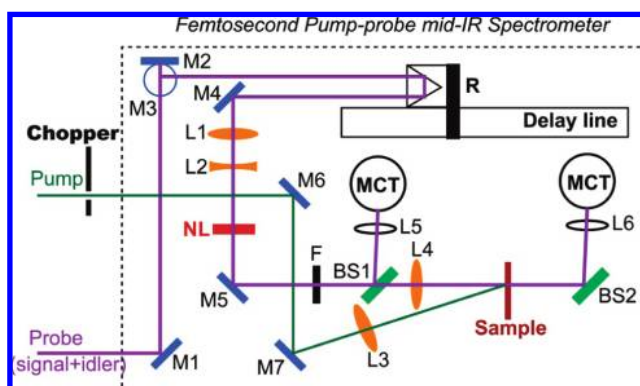 Femtosecond Pump-probe mid-IR Spectrometer
M2
M3
M4
R
Delay line
Chopper
L1
L2
Pump
M6
MCT
MCT
L5
L6
NL
F
BS1
L4
M5
BS2
Sample
Probe
(signal+idler)
M1
M7
L3